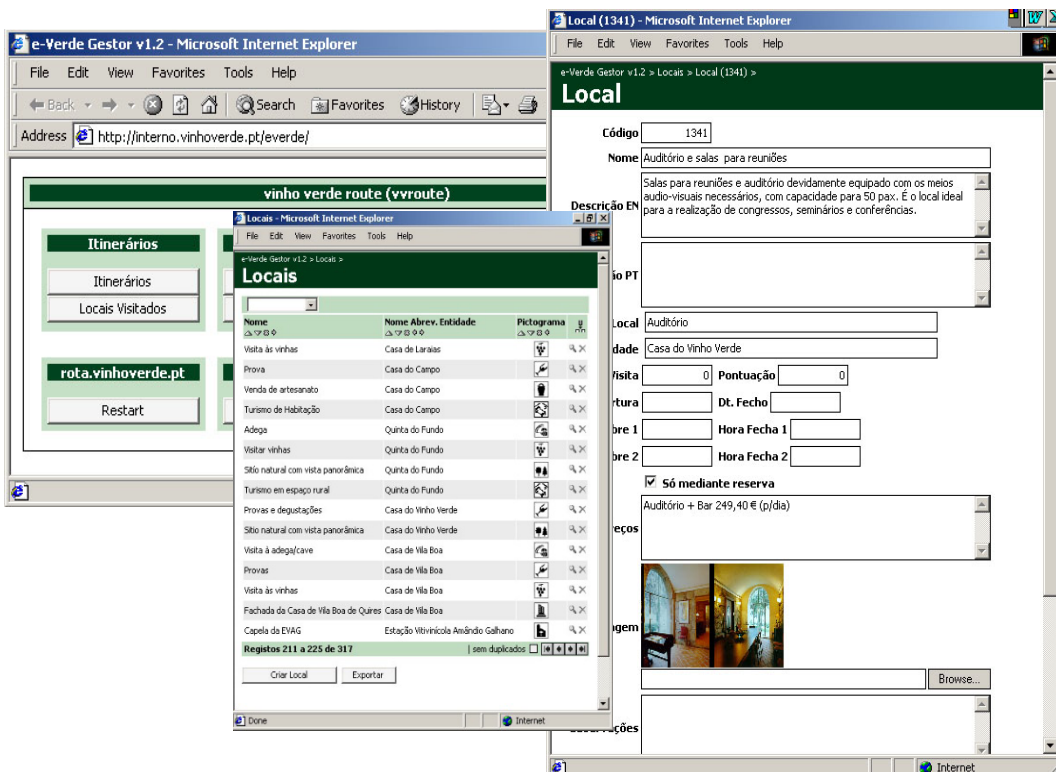 e-Verde Gestor v1.2 - Microsoft Internet Explorer
File Edit View Favorites Tools Help
Back Search Favorites History
Address http://interno.vinhoverde.pt/everde/
vinho verde route (vvroute)
Itinerários
Itinerários
Locais Visitados
rota.vinhoverde.pt
Restart
Locais - Microsoft Internet Explorer
File Edit View Favorites Tools Help
e-Verde Gestor v1.2 > Locais >
Locais
Nome Nome Abrev. Entidade Pictograma
Visita às vinhas Casa de Laraias
Prova Casa do Campo
Venda de artesanato Casa do Campo
Turismo de Habitação Casa do Campo
Adega Quinta do Fundo
Visitar vinhas Quinta do Fundo
Sítio natural com vista panorâmica Quinta do Fundo
Turismo em espaço rural Quinta do Fundo
Provas e degustações Casa do Vinho Verde
Sitio natural com vista panorâmica Casa do Vinho Verde
Visita à adega/cave Casa de Vila Boa
Provas Casa de Vila Boa
Visita às vinhas Casa de Vila Boa
Fachada da Casa de Vila Boa de Quires Casa de Vila Boa
Capela da EVAG Estação Vitivinícola Amândio Galhano
Registos 211 a 225 de 317 | sem duplicados
Criar Local Exportar
Done Internet
Local (1341) - Microsoft Internet Explorer
File Edit View Favorites Tools Help
e-Verde Gestor v1.2 > Locais > Local (1341) >
Local
Código 1341
Nome Auditório e salas para reuniões
Descrição EN Salas para reuniões e auditório devidamente equipado com os meios
audio-visuais necessários, com capacidade para 50 pax. É o local ideal
para a realização de congressos, seminários e conferências.
ão PT
Local Auditório
dade Casa do Vinho Verde
Visita 0 Pontuação 0
rtura Dt. Fecho
bre 1 Hora Fecha 1
bre 2 Hora Fecha 2
Só mediante reserva
eços Auditório + Bar 249,40 € (p/dia)
gem
Browse...
Internet